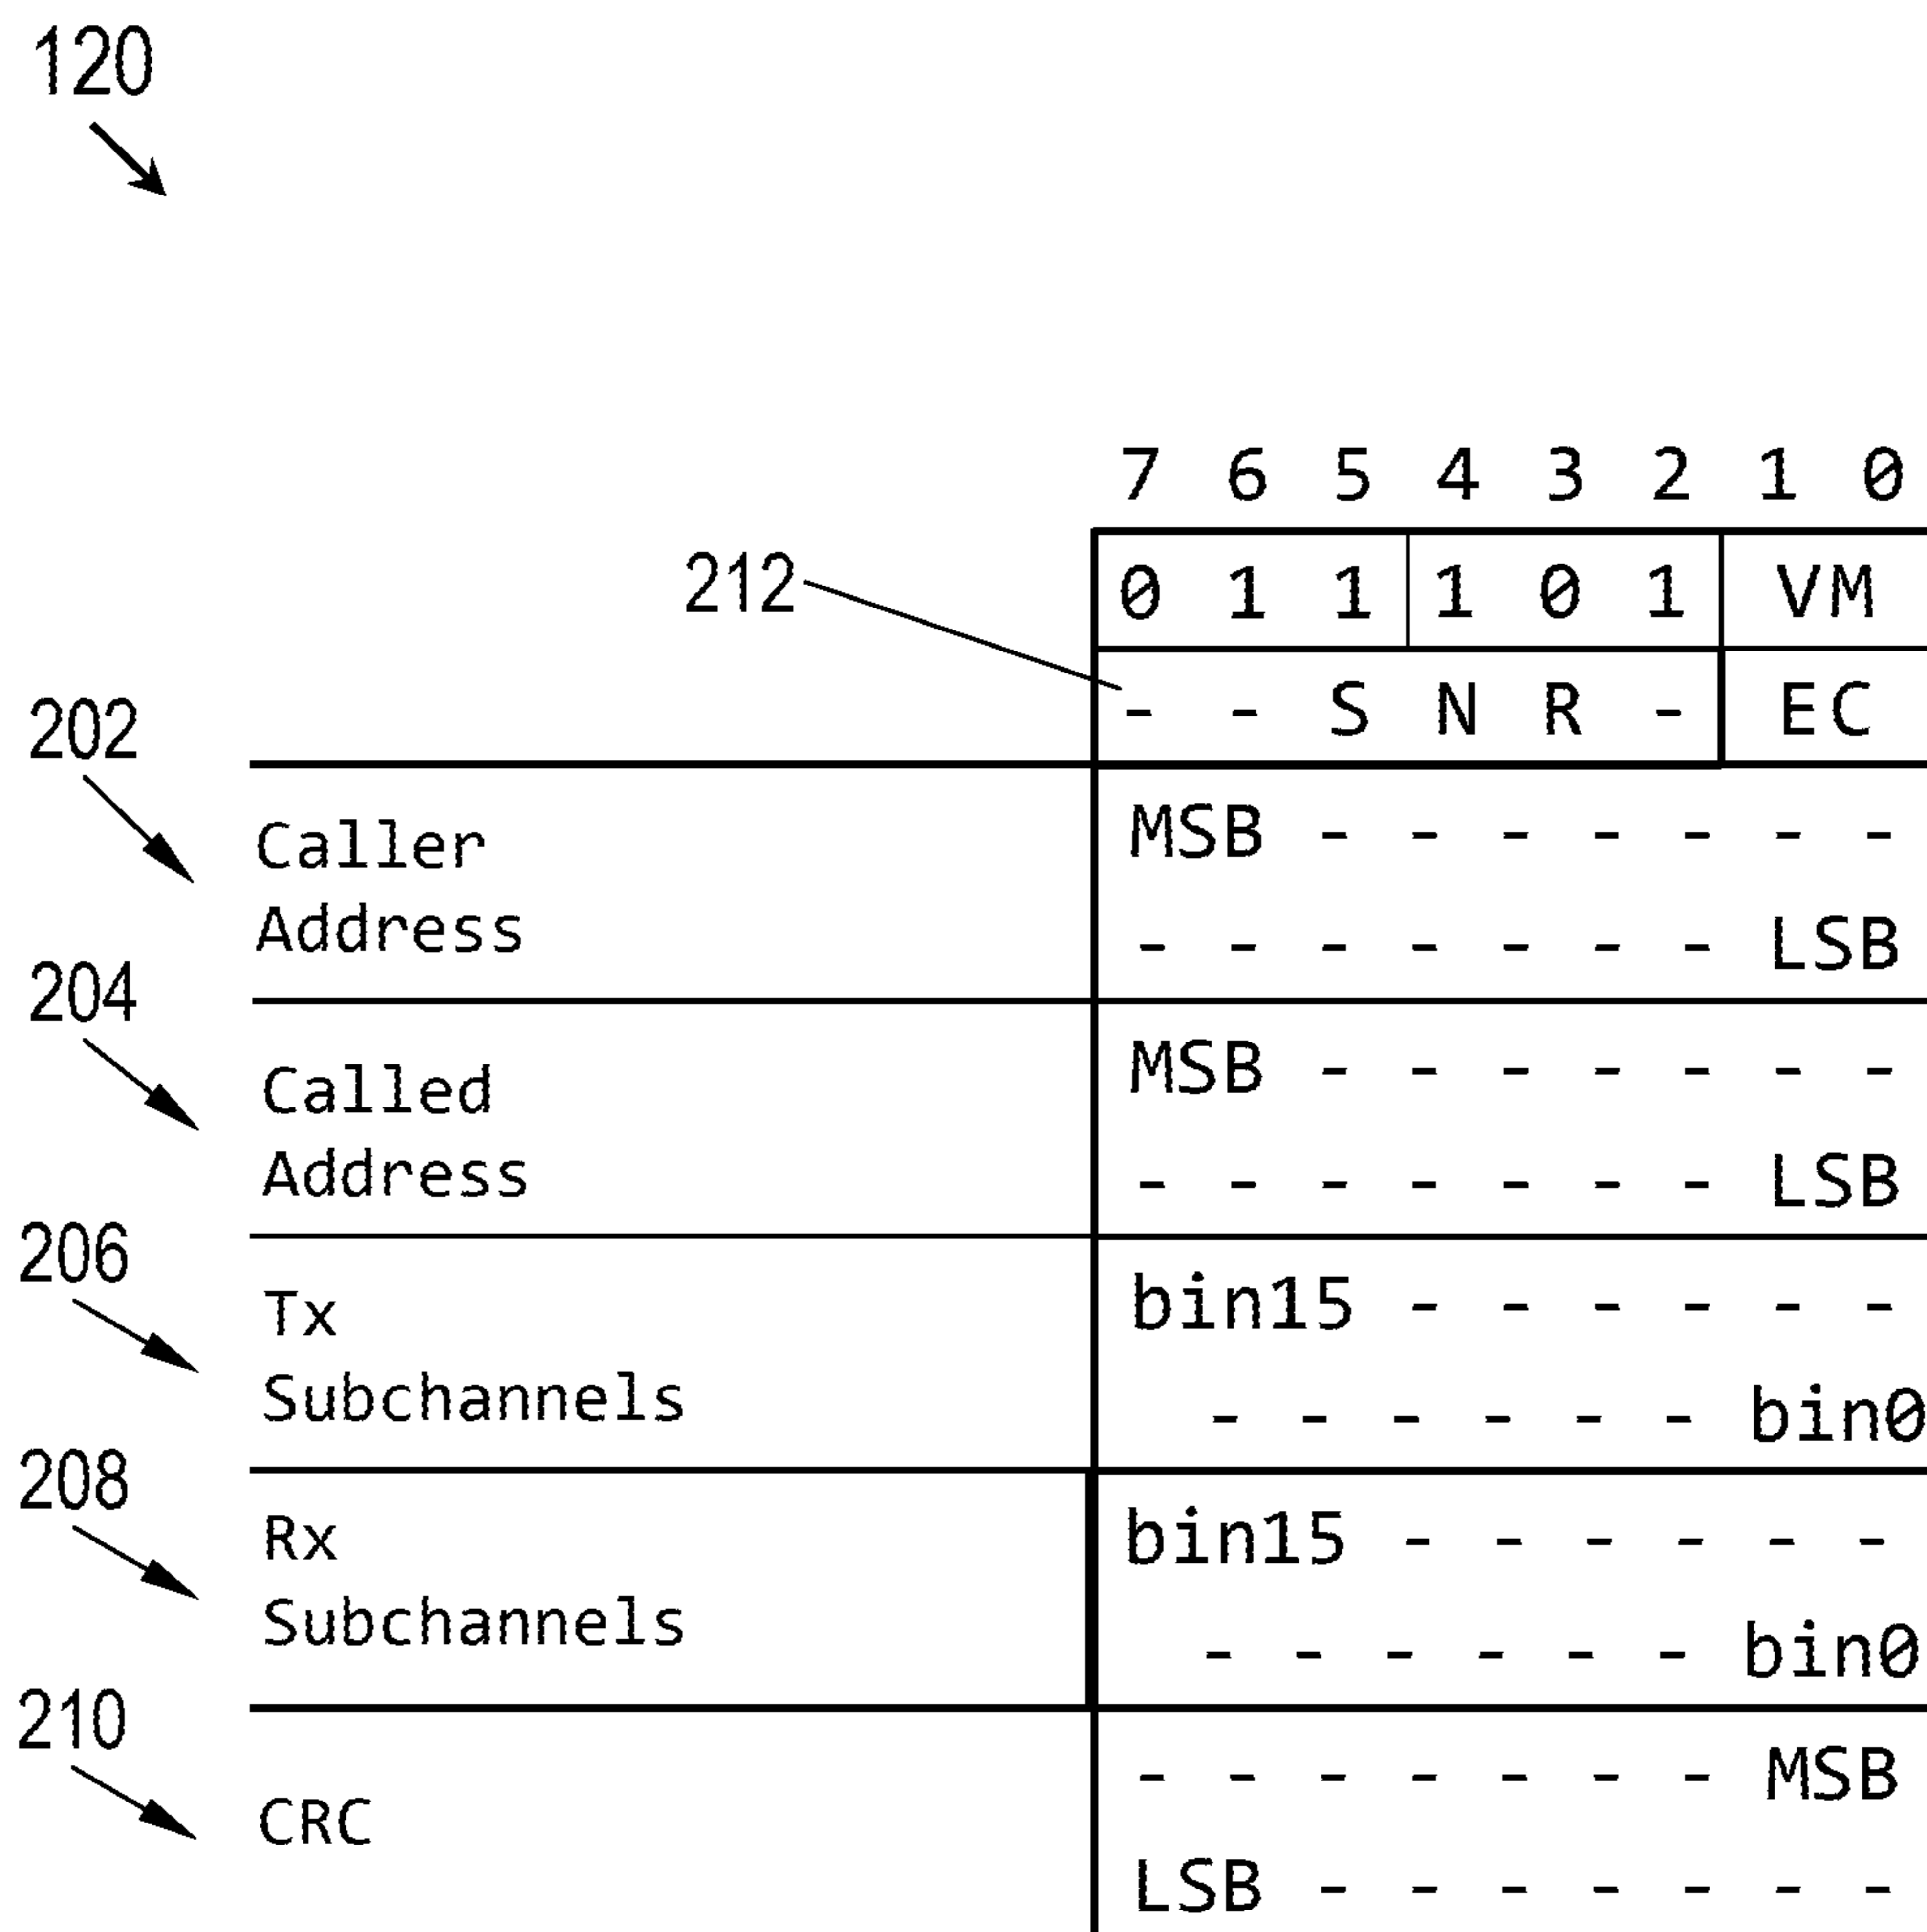 120
7 6 5 4 3 2 1 0
212 0 1 1 1 0 1 VM
- - S N R - EC
202
Caller MSB - - - - - - -
Address - - - - - - - LSB
204
Called MSB - - - - - - -
Address - - - - - - - LSB
206
Tx bin15 - - - - - -
Subchannels - - - - - - bin0
208
Rx bin15 - - - - - -
Subchannels - - - - - - bin0
210
- - - - - - - MSB
CRC
LSB - - - - - - -